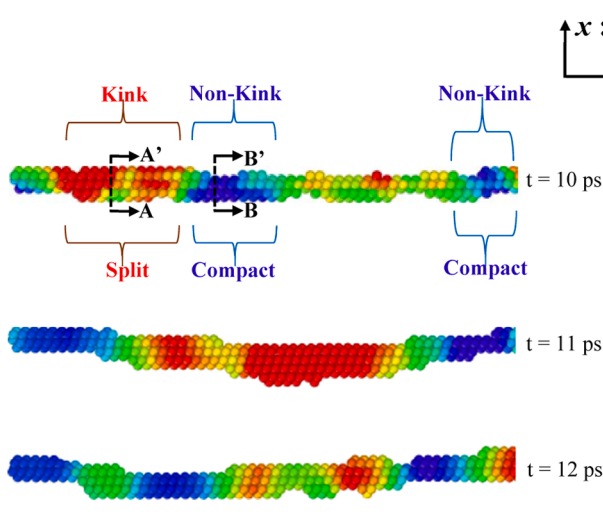 x :
Kink Non-Kink Non-Kink
A' B'
t = 10 ps
A B
Split Compact Compact
t = 11 ps
t = 12 ps